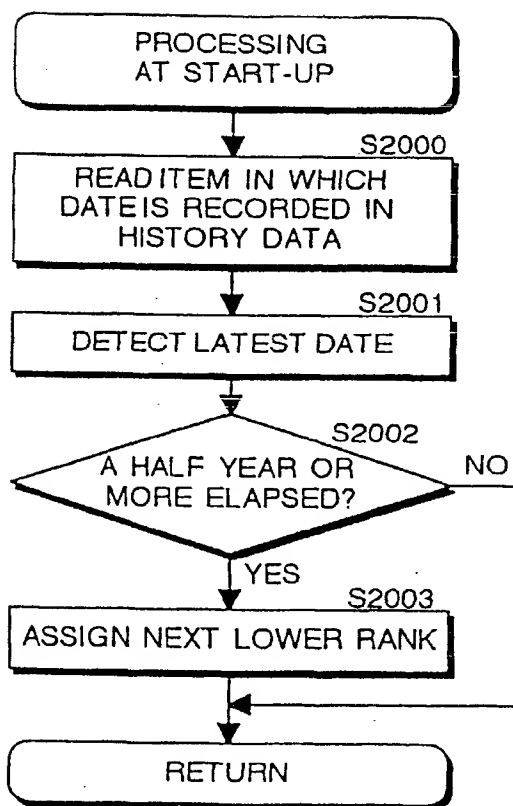 PROCESSING
AT START-UP
S2000
READ ITEM IN WHICH
DATE IS RECORDED IN
HISTORY DATA
S2001
DETECT LATEST DATE
S2002
A HALF YEAR OR
MORE ELAPSED?
NO
YES
S2003
ASSIGN NEXT LOWER RANK
RETURN